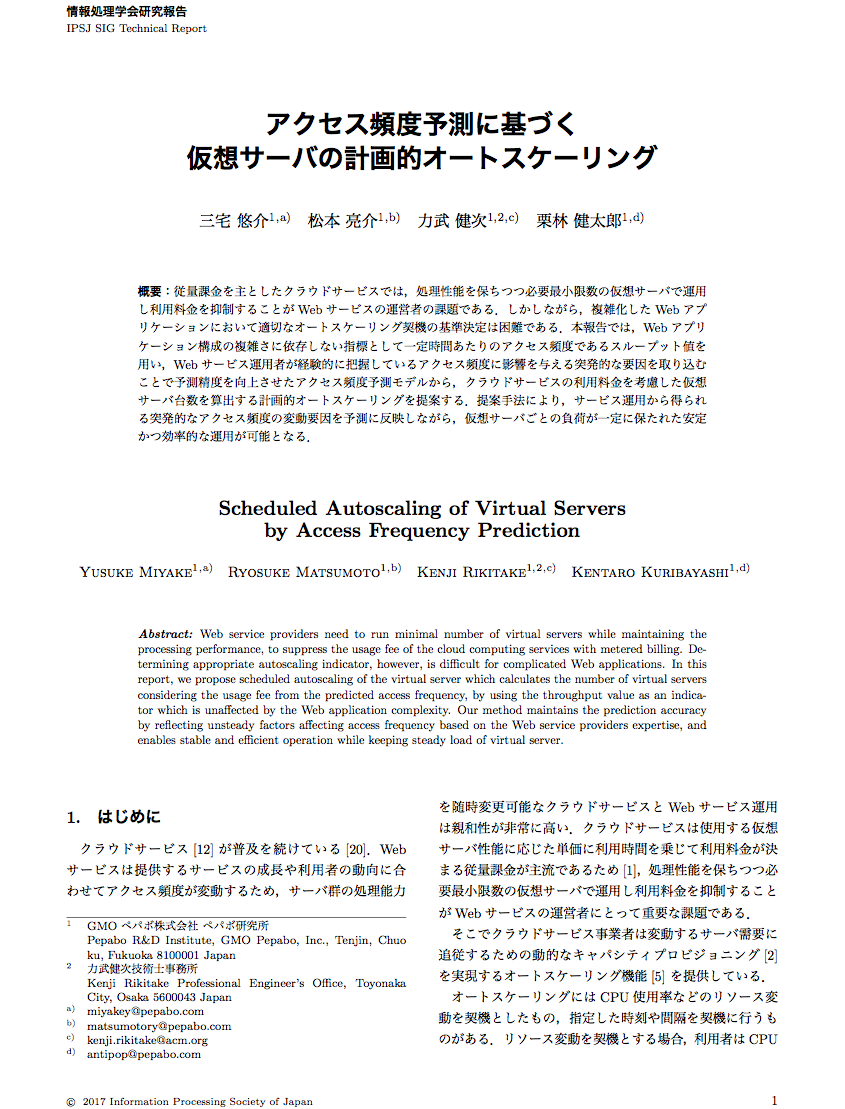 情報処理学会研究報告
IPSJ SIG Technical Report
アクセス頻度予測に基づく
仮想サーバの計画的オートスケーリング
三宅 悠介1,a) 松本 亮介1,b) 力武 健次1,2,c) 栗林 健太郎1,d)
概要：従量課金を主としたクラウドサービスでは，処理性能を保ちつつ必要最小限数の仮想サーバで運用
し利用料金を抑制することが Web サービスの運営者の課題である．しかしながら，複雑化した Web アプ
リケーションにおいて適切なオートスケーリング契機の基準決定は困難である．本報告では，Web アプリ
ケーション構成の複雑さに依存しない指標として一定時間あたりのアクセス頻度であるスループット値を
用い，Web サービス運用者が経験的に把握しているアクセス頻度に影響を与える突発的な要因を取り込む
ことで予測精度を向上させたアクセス頻度予測モデルから，クラウドサービスの利用料金を考慮した仮想
サーバ台数を算出する計画的オートスケーリングを提案する．提案手法により，サービス運用から得られ
る突発的なアクセス頻度の変動要因を予測に反映しながら，仮想サーバごとの負荷が一定に保たれた安定
かつ効率的な運用が可能となる．
Scheduled Autoscaling of Virtual Servers
by Access Frequency Prediction
Yusuke Miyake1,a) Ryosuke Matsumoto1,b) Kenji Rikitake1,2,c) Kentaro Kuribayashi1,d)
Abstract: Web service providers need to run minimal number of virtual servers while maintaining the
processing performance, to suppress the usage fee of the cloud computing services with metered billing. De-
termining appropriate autoscaling indicator, however, is difficult for complicated Web applications. In this
report, we propose scheduled autoscaling of the virtual server which calculates the number of virtual servers
considering the usage fee from the predicted access frequency, by using the throughput value as an indica-
tor which is unaffected by the Web application complexity. Our method maintains the prediction accuracy
by reflecting unsteady factors affecting access frequency based on the Web service providers expertise, and
enables stable and efficient operation while keeping steady load of virtual server.
1. はじめに
クラウドサービス [12] が普及を続けている [20]．Web
サービスは提供するサービスの成長や利用者の動向に合
わせてアクセス頻度が変動するため，サーバ群の処理能力
1 GMO ペパボ株式会社 ペパボ研究所
Pepabo R&D Institute, GMO Pepabo, Inc., Tenjin, Chuo
ku, Fukuoka 8100001 Japan
2 力武健次技術士事務所
Kenji Rikitake Professional Engineer's Office, Toyonaka
City, Osaka 5600043 Japan
a) miyakey@pepabo.com
b) matsumotory@pepabo.com
c) kenji.rikitake@acm.org
d) antipop@pepabo.com
を随時変更可能なクラウドサービスと Web サービス運用
は親和性が非常に高い．クラウドサービスは使用する仮想
サーバ性能に応じた単価に利用時間を乗じて利用料金が決
まる従量課金が主流であるため [1]，処理性能を保ちつつ必
要最小限数の仮想サーバで運用し利用料金を抑制すること
が Web サービスの運営者にとって重要な課題である．
そこでクラウドサービス事業者は変動するサーバ需要に
追従するための動的なキャパシティプロビジョニング [2]
を実現するオートスケーリング機能 [5] を提供している．
オートスケーリングには CPU 使用率などのリソース変
動を契機としたもの，指定した時刻や間隔を契機に行うも
のがある．リソース変動を契機とする場合，利用者は CPU
© 2017 Information Processing Society of Japan
1